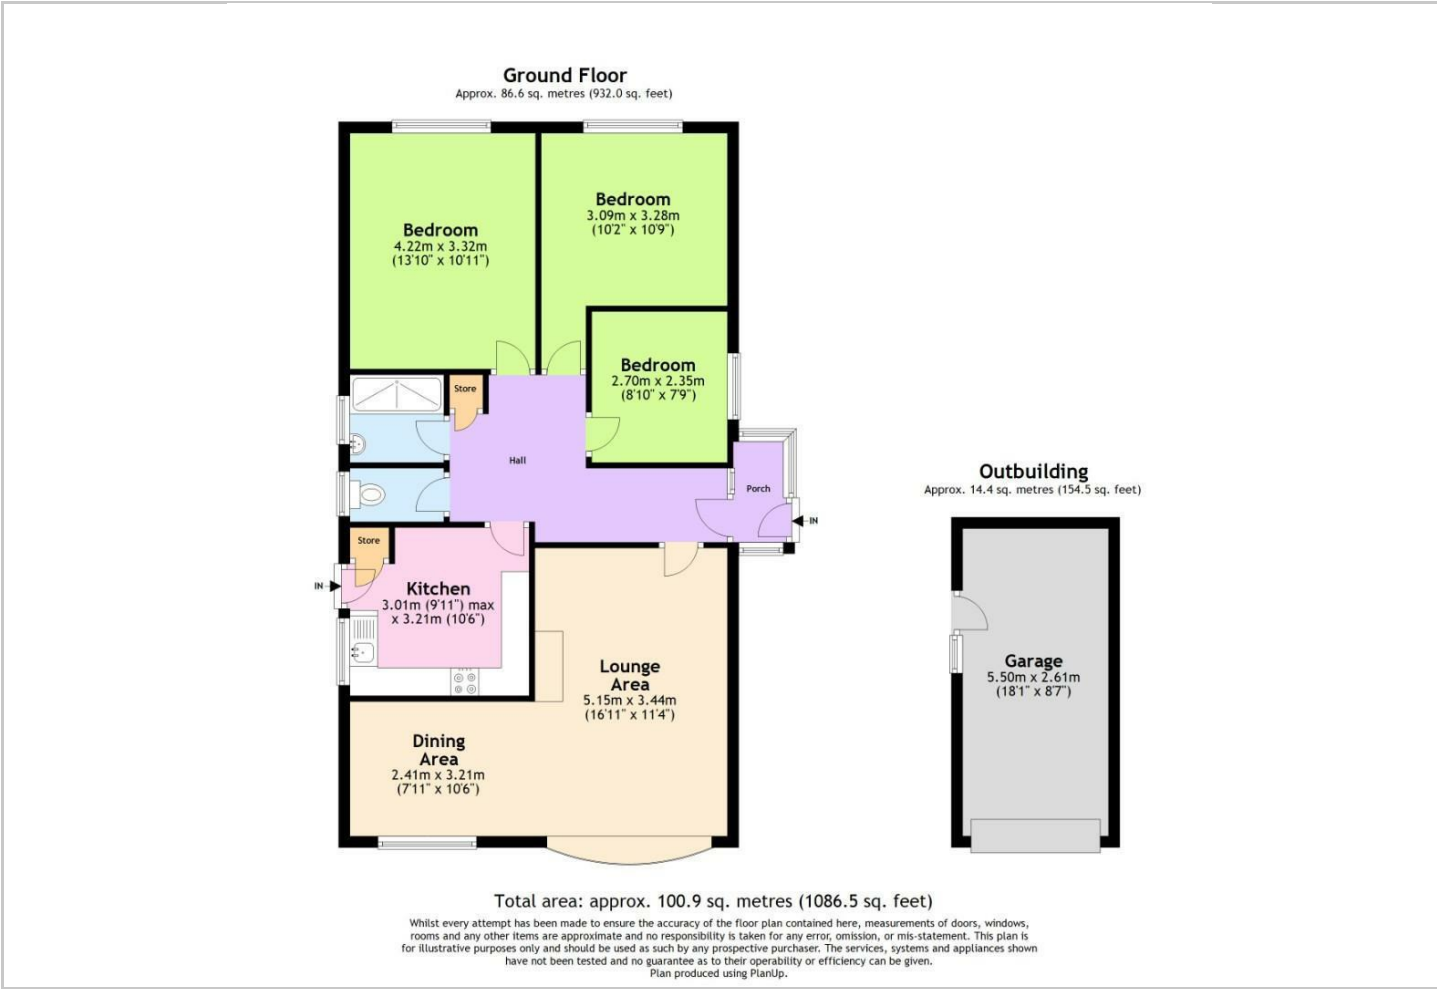 Ground Floor
Approx. 86.6 sq. metres (932.0 sq. feet)
Bedroom
4.22m x 3.32m
(13'10" x 10'11")
Bedroom
3.09m x 3.28m
(10'2" x 10'9")
Bedroom
2.70m x 2.35m
(8'10" x 7'9")
Store
Hall
Porch
IN
Store
IN
Kitchen
3.01m (9'11") max
x 3.21m (10'6")
Lounge
Area
5.15m x 3.44m
(16'11" x 11'4")
Dining
Area
2.41m x 3.21m
(7'11" x 10'6")
Outbuilding
Approx. 14.4 sq. metres (154.5 sq. feet)
Garage
5.50m x 2.61m
(18'1" x 8'7")
Total area: approx. 100.9 sq. metres (1086.5 sq. feet)
Whilst every attempt has been made to ensure the accuracy of the floor plan contained here, measurements of doors, windows,
rooms and any other items are approximate and no responsibility is taken for any error, omission, or mis-statement. This plan is
for illustrative purposes only and should be used as such by any prospective purchaser. The services, systems and appliances shown
have not been tested and no guarantee as to their operability or efficiency can be given.
Plan produced using PlanUp.